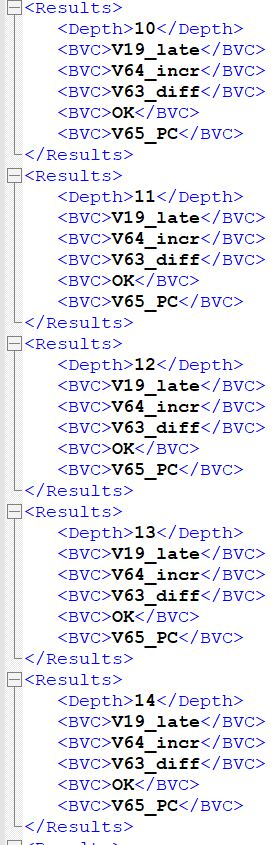 <Results>
<Depth>10</Depth>
<BVC>V19_late</BVC>
<BVC>V64_incr</BVC>
<BVC>V63_diff</BVC>
<BVC>OK</BVC>
<BVC>V65_PC</BVC>
</Results>
<Results>
<Depth>11</Depth>
<BVC>V19_late</BVC>
<BVC>V64_incr</BVC>
<BVC>V63_diff</BVC>
<BVC>OK</BVC>
<BVC>V65_PC</BVC>
</Results>
<Results>
<Depth>12</Depth>
<BVC>V19_late</BVC>
<BVC>V64_incr</BVC>
<BVC>V63_diff</BVC>
<BVC>OK</BVC>
<BVC>V65_PC</BVC>
</Results>
<Results>
<Depth>13</Depth>
<BVC>V19_late</BVC>
<BVC>V64_incr</BVC>
<BVC>V63_diff</BVC>
<BVC>OK</BVC>
<BVC>V65_PC</BVC>
</Results>
<Results>
<Depth>14</Depth>
<BVC>V19_late</BVC>
<BVC>V64_incr</BVC>
<BVC>V63_diff</BVC>
<BVC>OK</BVC>
<BVC>V65_PC</BVC>
</Results>